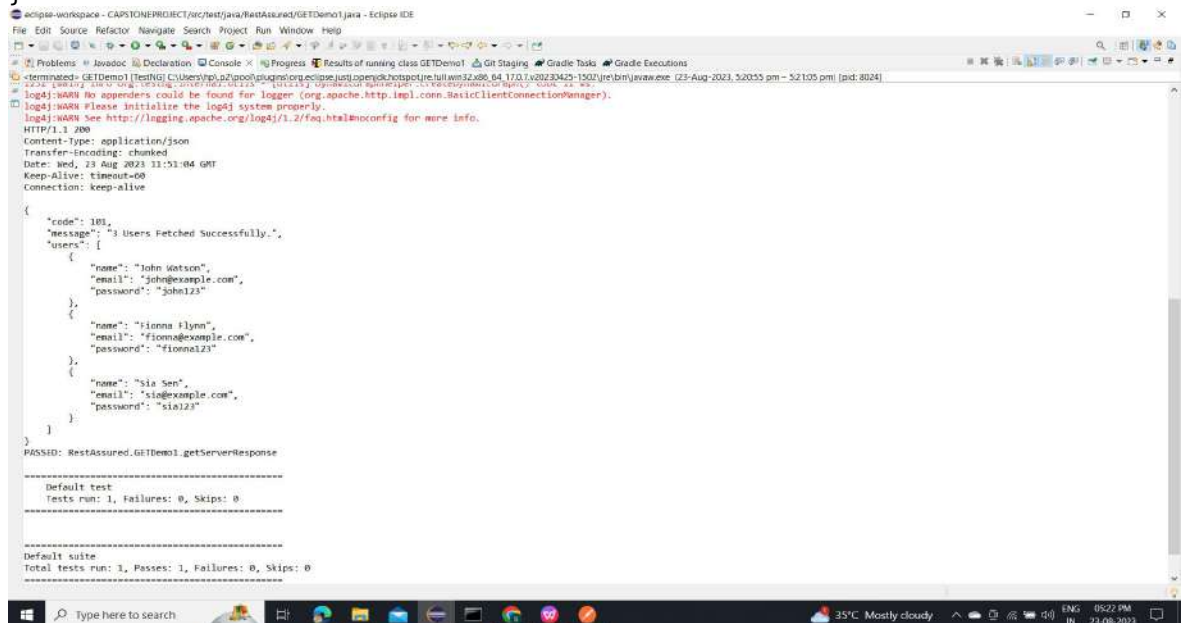 }
eclipse-workspace - CAPSTONEPROJECT/src/test/java/RestAssured/GETDemo1.java - Eclipse IDE
File Edit Source Refactor Navigate Search Project Run Window Help
Problems Javadoc Declaration Console Progress Results of running class GETDemo1 Git Staging Gradle Tasks Gradle Executions
<terminated> GETDemo1 [TestNG] C:\Users\hp\.p2\pool\plugins\org.eclipse.justj.openjdk.hotspot.jre.full.win32.x86_64_17.0.7.v20230425-1502\jre\bin\javaw.exe (23-Aug-2023, 5:20:55 pm – 5:21:05 pm) [pid: 8024]
log4j:WARN No appenders could be found for logger (org.apache.http.impl.conn.BasicClientConnectionManager).
log4j:WARN Please initialize the log4j system properly.
log4j:WARN See http://logging.apache.org/log4j/1.2/faq.html#noconfig for more info.
HTTP/1.1 200
Content-Type: application/json
Transfer-Encoding: chunked
Date: Wed, 23 Aug 2023 11:51:04 GMT
Keep-Alive: timeout=60
Connection: keep-alive
{
"code": 101,
"message": "3 Users Fetched Successfully.",
"users": [
{
"name": "John Watson",
"email": "john@example.com",
"password": "john123"
},
{
"name": "Fionna Flynn",
"email": "fionna@example.com",
"password": "fionna123"
},
{
"name": "Sia Sen",
"email": "sia@example.com",
"password": "sia123"
}
]
}
PASSED: RestAssured.GETDemo1.getServerResponse
===============================================
Default test
Tests run: 1, Failures: 0, Skips: 0
===============================================
===============================================
Default suite
Total tests run: 1, Passes: 1, Failures: 0, Skips: 0
===============================================
Type here to search
35°C Mostly cloudy
ENG
IN
05:22 PM
23-08-2023